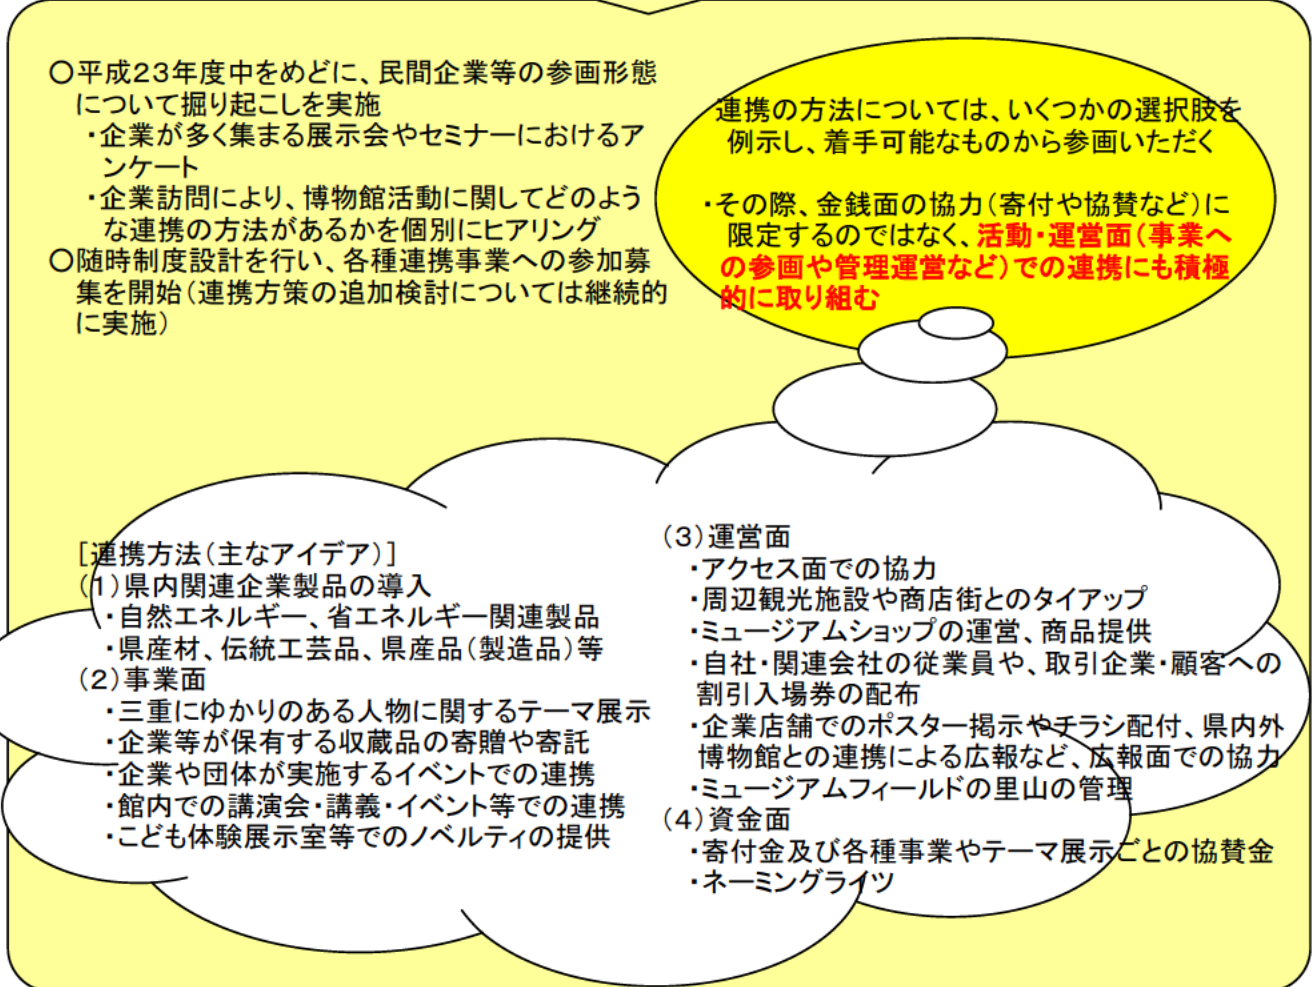 ○平成23年度中をめどに、民間企業等の参画形態
について掘り起こしを実施
・企業が多く集まる展示会やセミナーにおけるア
ンケート
・企業訪問により、博物館活動に関してどのよう
な連携の方法があるかを個別にヒアリング
○随時制度設計を行い、各種連携事業への参加募
集を開始（連携方策の追加検討については継続的
に実施）
連携の方法については、いくつかの選択肢を
例示し、着手可能なものから参画いただく
・その際、金銭面の協力（寄付や協賛など）に
限定するのではなく、活動・運営面（事業へ
の参画や管理運営など）での連携にも積極
的に取り組む
［連携方法（主なアイデア）］
（1）県内関連企業製品の導入
・自然エネルギー、省エネルギー関連製品
・県産材、伝統工芸品、県産品（製造品）等
（2）事業面
・三重にゆかりのある人物に関するテーマ展示
・企業等が保有する収蔵品の寄贈や寄託
・企業や団体が実施するイベントでの連携
・館内での講演会・講義・イベント等での連携
・こども体験展示室等でのノベルティの提供
（3）運営面
・アクセス面での協力
・周辺観光施設や商店街とのタイアップ
・ミュージアムショップの運営、商品提供
・自社・関連会社の従業員や、取引企業・顧客への
割引入場券の配布
・企業店舗でのポスター掲示やチラシ配付、県内外
博物館との連携による広報など、広報面での協力
・ミュージアムフィールドの里山の管理
（4）資金面
・寄付金及び各種事業やテーマ展示ごとの協賛金
・ネーミングライツ